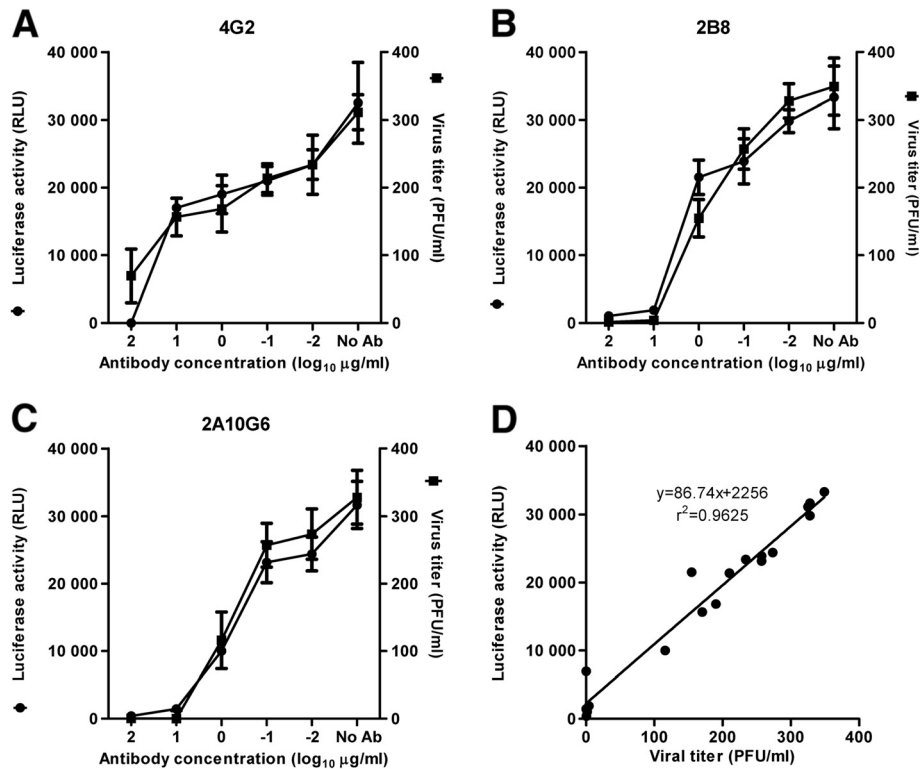 A
4G2
40 000
30 000
20 000
10 000
0
Luciferase activity (RLU)
400
300
200
100
0
Virus titer (PFU/ml)
2 1 0 -1 -2 No Ab
Antibody concentration (log10 µg/ml)
B
2B8
40 000
30 000
20 000
10 000
0
Luciferase activity (RLU)
400
300
200
100
0
Virus titer (PFU/ml)
2 1 0 -1 -2 No Ab
Antibody concentration (log10 µg/ml)
C
2A10G6
40 000
30 000
20 000
10 000
0
Luciferase activity (RLU)
400
300
200
100
0
Virus titer (PFU/ml)
2 1 0 -1 -2 No Ab
Antibody concentration (log10 µg/ml)
D
40 000
30 000
20 000
10 000
0
Luciferase activity (RLU)
y=86.74x+2256
r²=0.9625
0 100 200 300 400
Viral titer (PFU/ml)